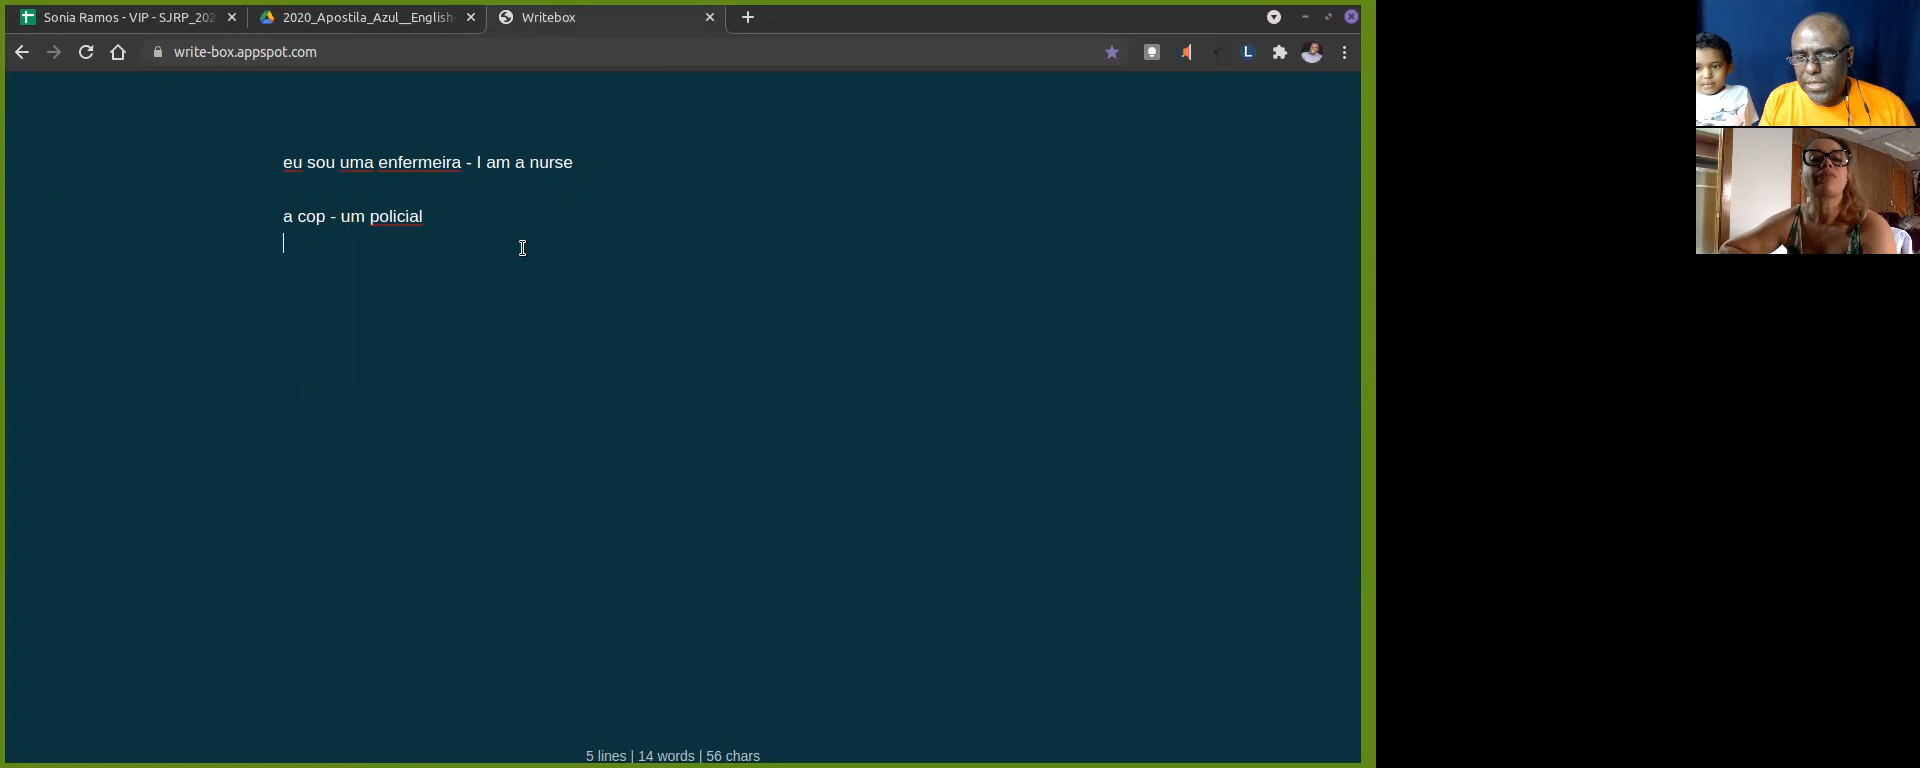 Sonia Ramos - VIP - SJRP_202
2020_Apostila_Azul__English
Writebox
write-box.appspot.com
L
eu sou uma enfermeira - I am a nurse
a cop - um policial
5 lines | 14 words | 56 chars